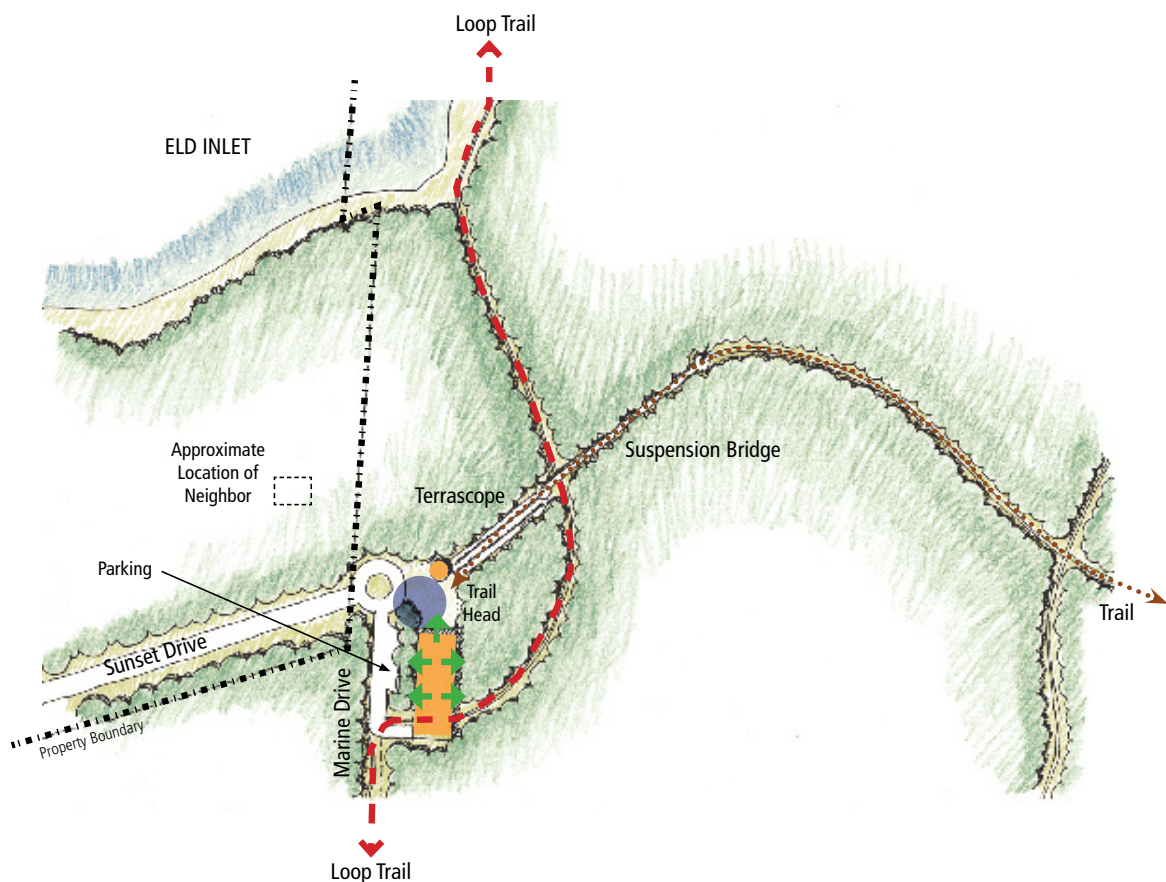 Loop Trail
ELD INLET
Approximate
Location of
Neighbor
Suspension Bridge
Terrascope
Parking
Trail
Head
Trail
Sunset Drive
Marine Drive
Property Boundary
Loop Trail